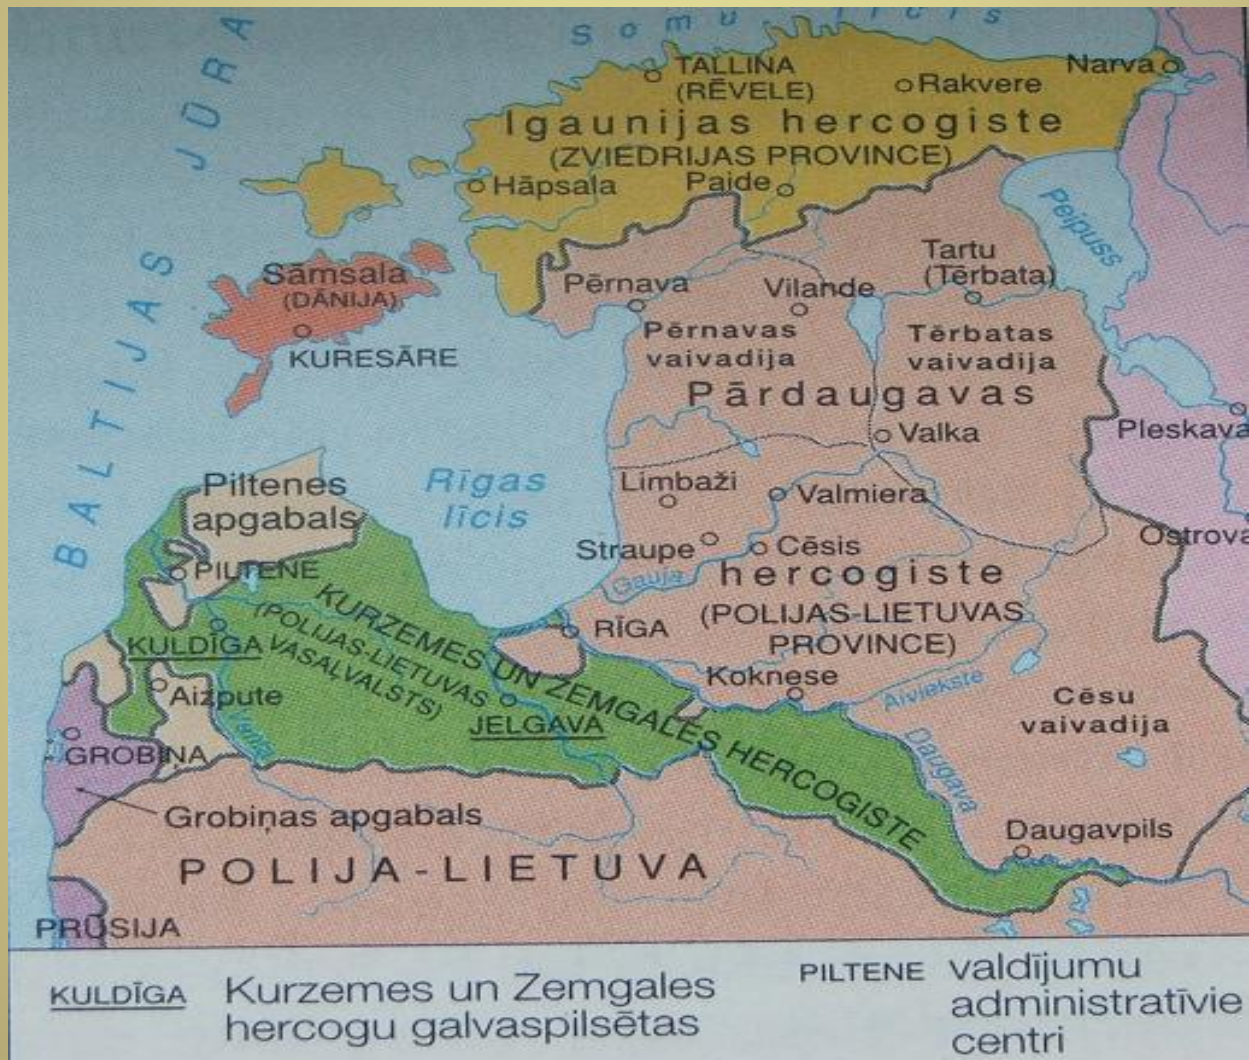 Somu līcis
BALTIJAS JŪRA
TALLINA
(RĒVELE)
Rakvere
Narva
Igaunijas hercogiste
(ZVIEDRIJAS PROVINCE)
Hāpsala
Paide
Peipuss
Sāmsala
(DĀNIJA)
KURESĀRE
Pērnava
Vilande
Tartu
(Tērbata)
Pērnavas
vaivadija
Tērbatas
vaivadija
Pārdaugavas
Valka
Pleskava
Piltenes
apgabals
Rīgas
līcis
Limbaži
Valmiera
Straupe
Cēsis
Ostrova
Gauja
hercogiste
(POLIJAS-LIETUVAS
PROVINCE)
PILTENE
RĪGA
KULDĪGA
KURZEMES UN ZEMGALES HERCOGISTE
(POLIJAS-LIETUVAS
VASAĻVALSTS)
Koknese
Aiviekste
Cēsu
vaivadija
Aizpute
Venta
JELGAVA
Daugava
GROBIŅA
Grobiņas apgabals
Daugavpils
POLIJA-LIETUVA
PRŪSIJA
KULDĪGA Kurzemes un Zemgales
hercogu galvaspilsētas
PILTENE valdījumu
administratīvie
centri